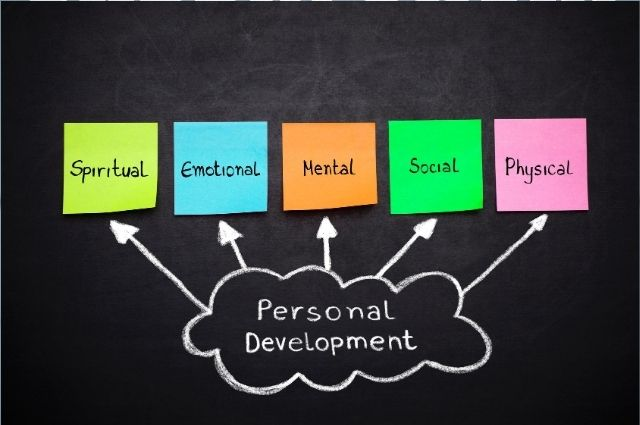 Spiritual
Emotional
Mental
Social
Physical
Personal
Development